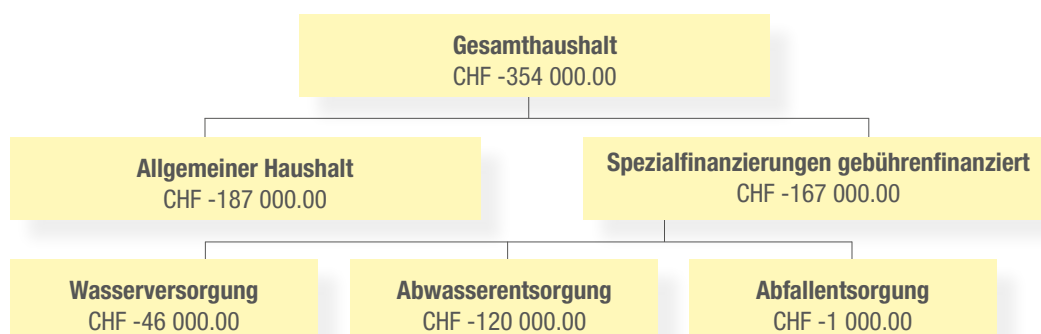 Gesamthaushalt
CHF -354 000.00
Allgemeiner Haushalt
CHF -187 000.00
Spezialfinanzierungen gebührenfinanziert
CHF -167 000.00
Wasserversorgung
CHF -46 000.00
Abwasserentsorgung
CHF -120 000.00
Abfallentsorgung
CHF -1 000.00